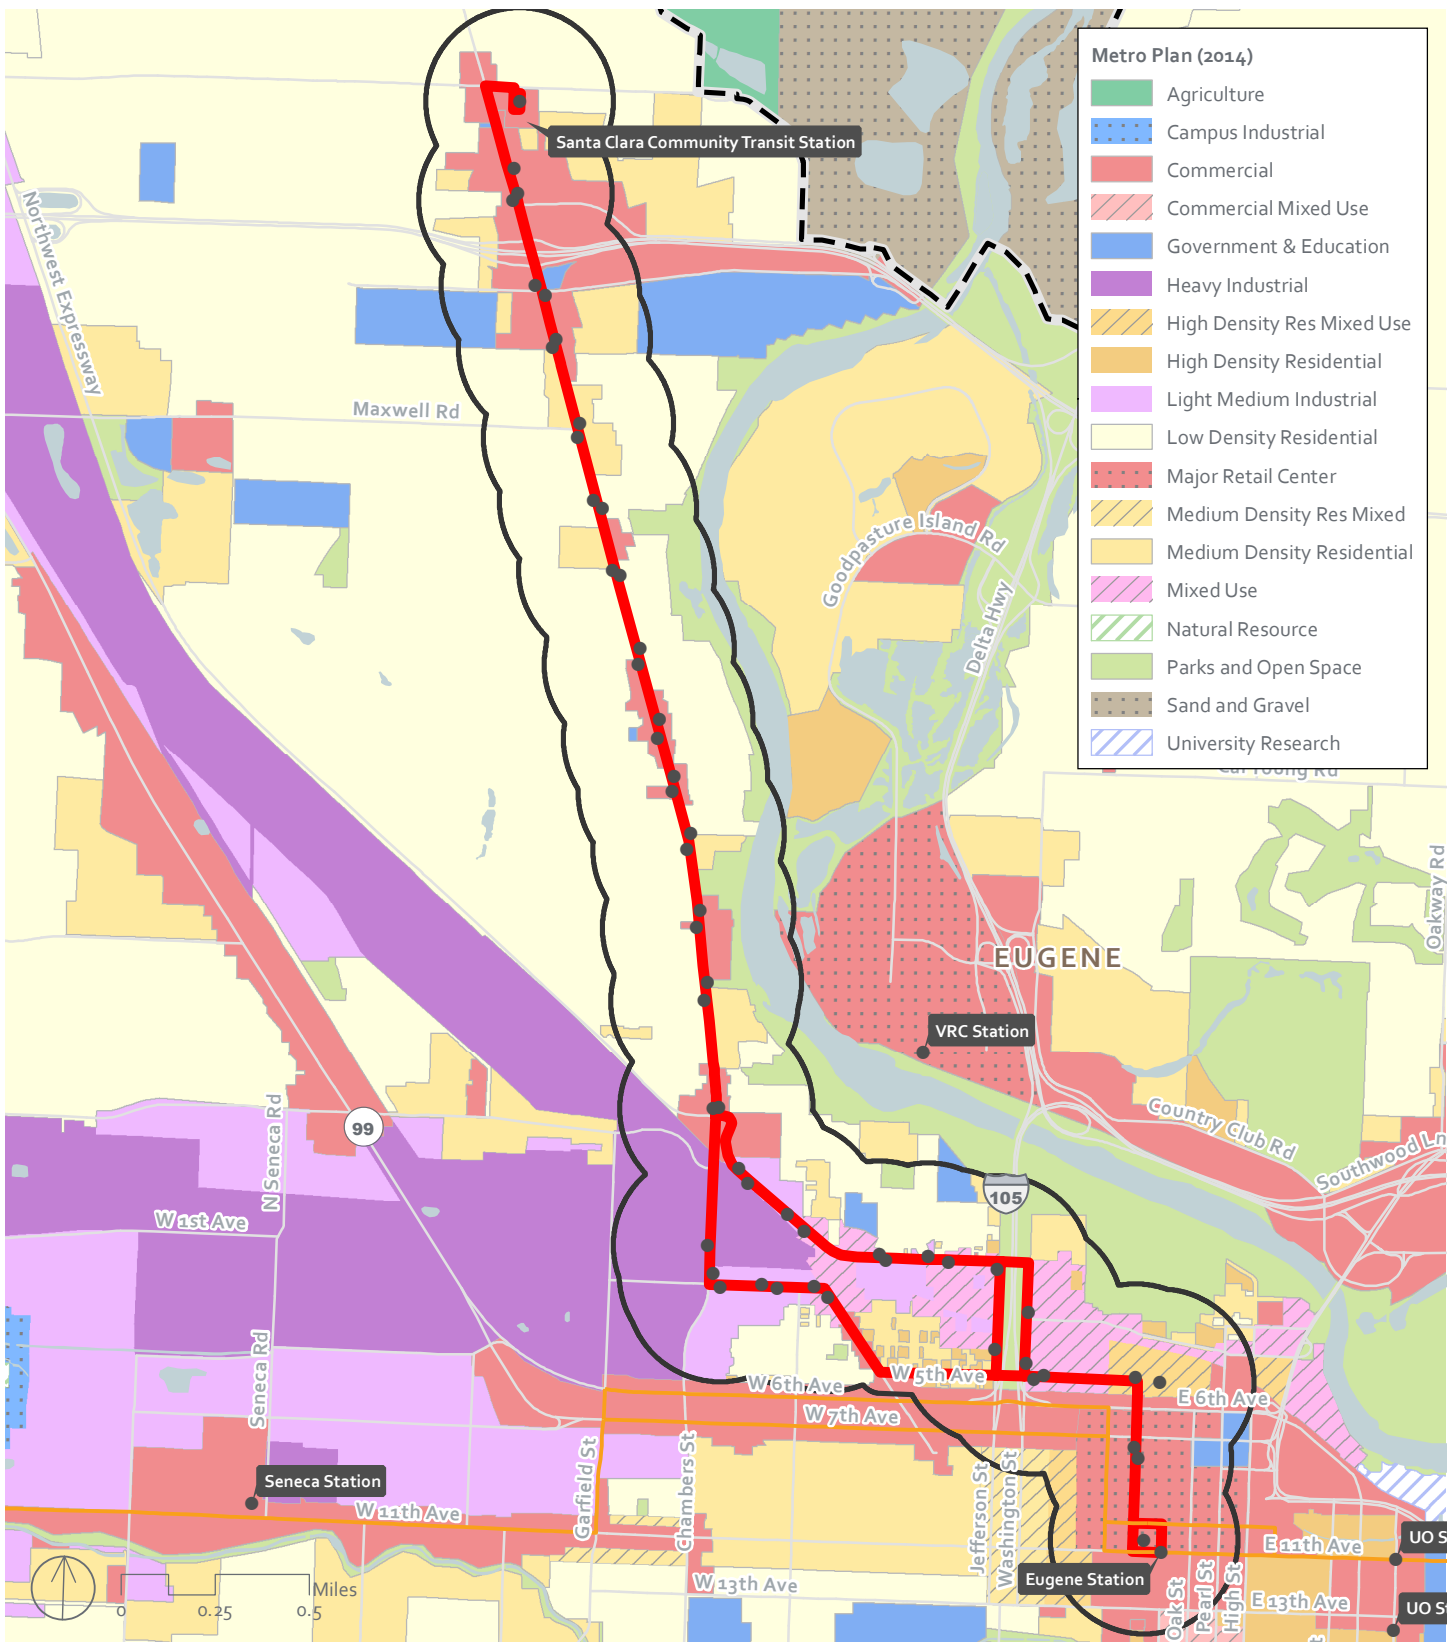 Metro Plan (2014)
Agriculture
Campus Industrial
Commercial
Commercial Mixed Use
Government & Education
Heavy Industrial
High Density Res Mixed Use
High Density Residential
Light Medium Industrial
Low Density Residential
Major Retail Center
Medium Density Res Mixed
Medium Density Residential
Mixed Use
Natural Resource
Parks and Open Space
Sand and Gravel
University Research
Santa Clara Community Transit Station
Northwest Expressway
Maxwell Rd
Goodpasture Island Rd
Delta Hwy
Oakway Rd
EUGENE
VRC Station
Country Club Rd
Southwood Ln
99
105
N Seneca Rd
W 1st Ave
Seneca Rd
W 5th Ave
W 6th Ave
E 6th Ave
W 7th Ave
Garfield St
Chambers St
Jefferson St
Washington St
Seneca Station
W 11th Ave
E 11th Ave
UO S
Eugene Station
W 13th Ave
E 13th Ave
Oak St
Pearl St
High St
UO S
Miles
0
0.25
0.5